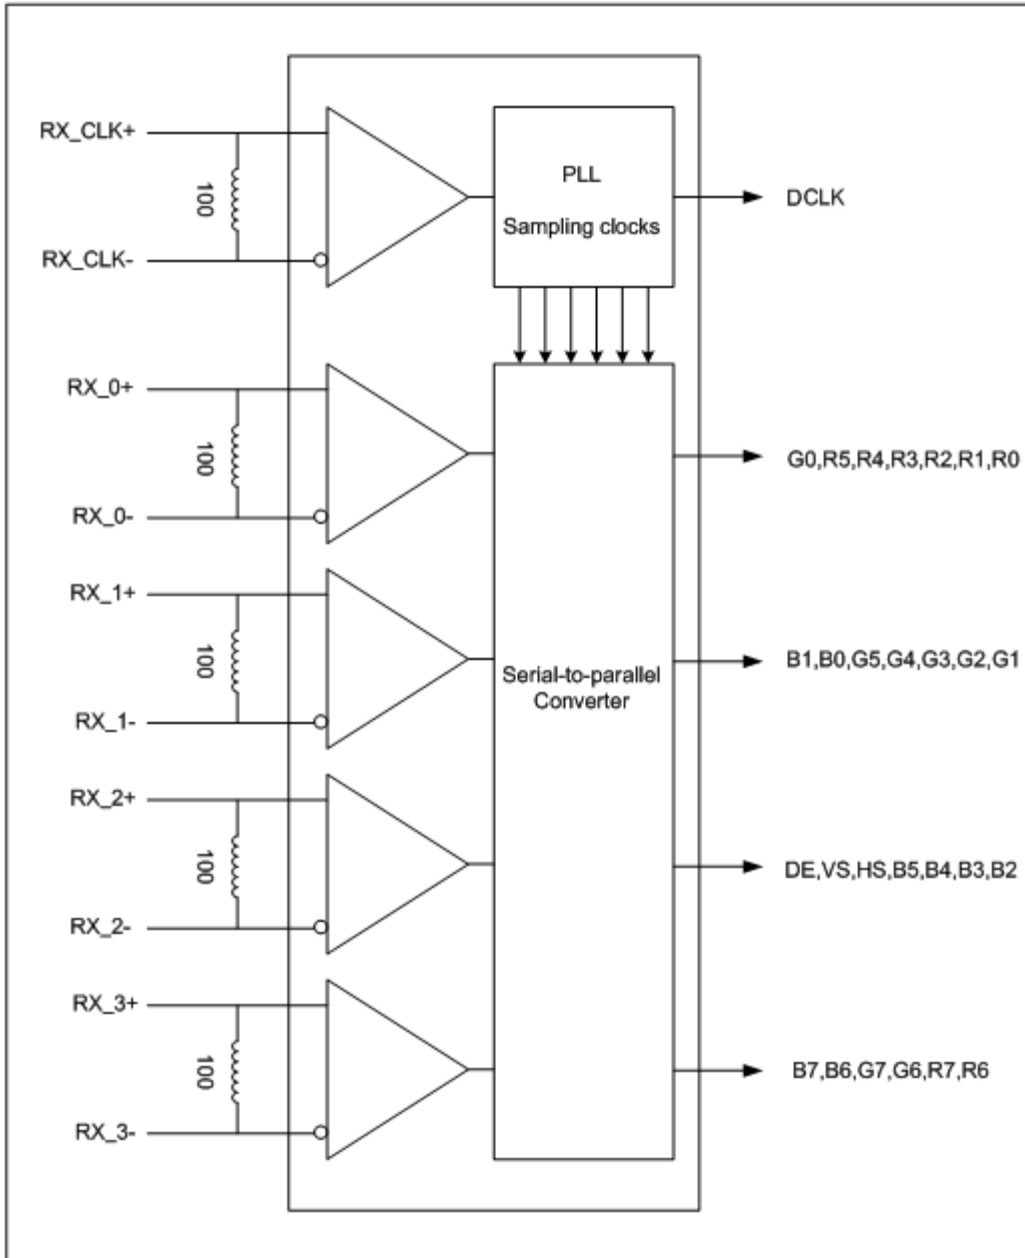 RX_CLK+
100
RX_CLK-
PLL
Sampling clocks
DCLK
RX_0+
100
RX_0-
G0,R5,R4,R3,R2,R1,R0
RX_1+
100
RX_1-
Serial-to-parallel
Converter
B1,B0,G5,G4,G3,G2,G1
RX_2+
100
RX_2-
DE,VS,HS,B5,B4,B3,B2
RX_3+
100
RX_3-
B7,B6,G7,G6,R7,R6